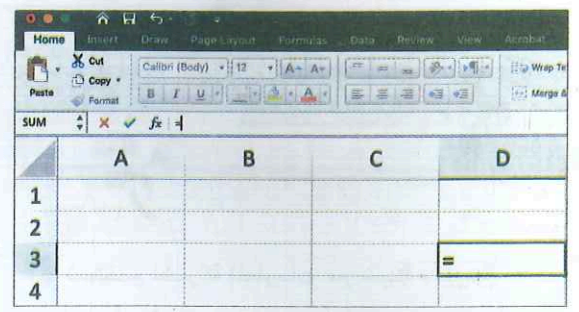 Home Insert Draw Page Layout Formulas Data Review View Acrobat
Cut
Copy
Format
Paste
Calibri (Body) 12 A A
B I U A
Wrap Te
Merge &
SUM fx =
A B C D
1
2
3 =
4